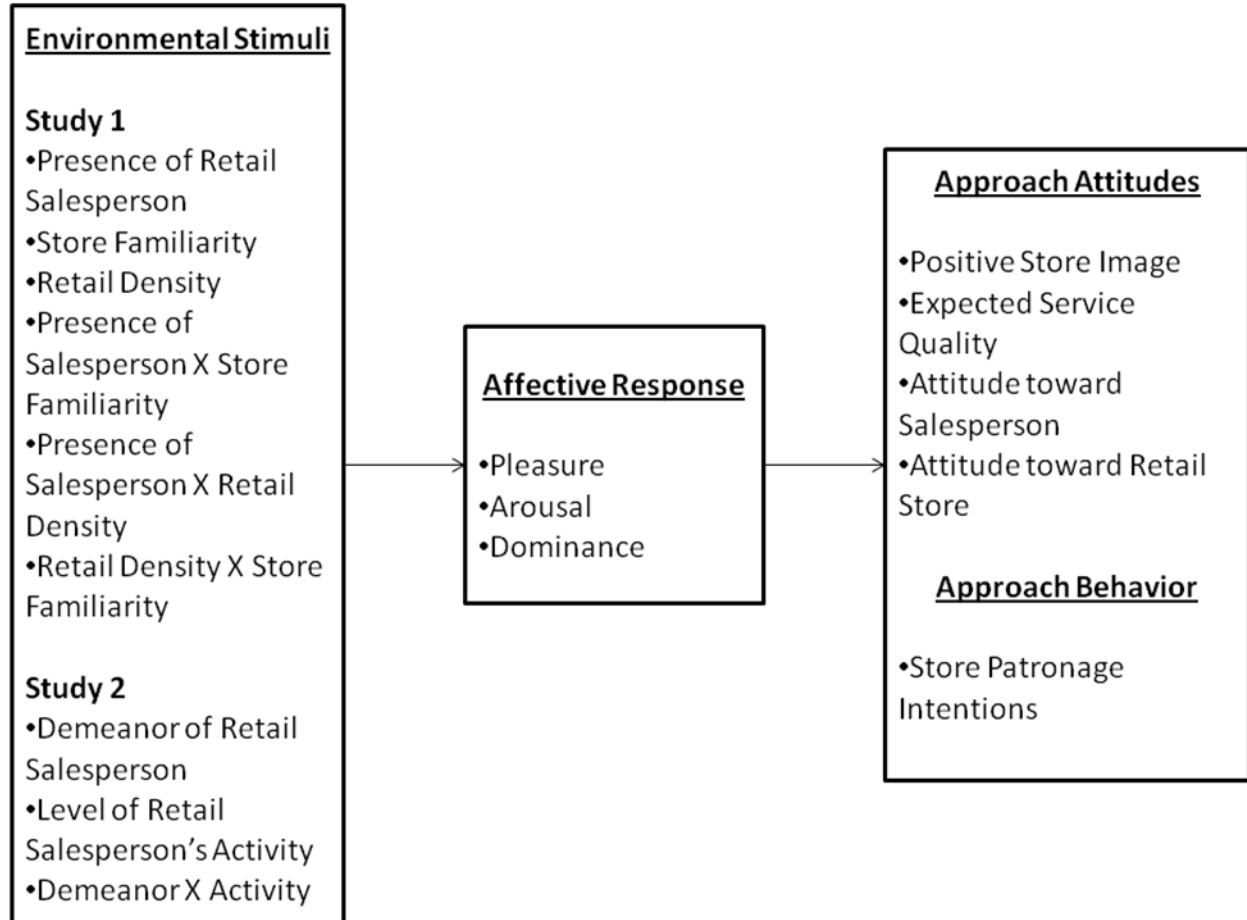 Environmental Stimuli
Study 1
•Presence of Retail
Salesperson
•Store Familiarity
•Retail Density
•Presence of
Salesperson X Store
Familiarity
•Presence of
Salesperson X Retail
Density
•Retail Density X Store
Familiarity
Study 2
•Demeanor of Retail
Salesperson
•Level of Retail
Salesperson’s Activity
•Demeanor X Activity
Affective Response
•Pleasure
•Arousal
•Dominance
Approach Attitudes
•Positive Store Image
•Expected Service
Quality
•Attitude toward
Salesperson
•Attitude toward Retail
Store
Approach Behavior
•Store Patronage
Intentions